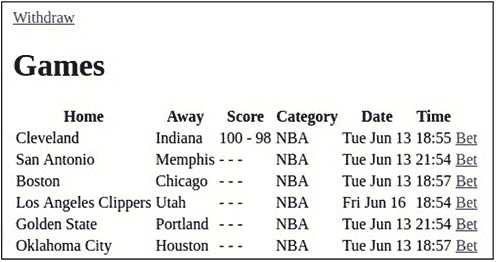 Withdraw
Games
Home Away Score Category Date Time
Cleveland Indiana 100 - 98 NBA Tue Jun 13 18:55 Bet
San Antonio Memphis - - - NBA Tue Jun 13 21:54 Bet
Boston Chicago - - - NBA Tue Jun 13 18:57 Bet
Los Angeles Clippers Utah - - - NBA Fri Jun 16 18:54 Bet
Golden State Portland - - - NBA Tue Jun 13 21:54 Bet
Oklahoma City Houston - - - NBA Tue Jun 13 18:57 Bet